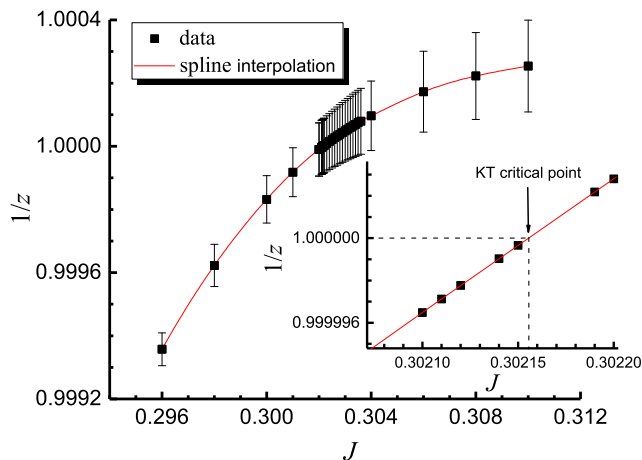 1.0004
data
spline interpolation
1.0000
KT critical point
1/z
1/z
1.000000
0.9996
0.999996
0.30210
0.30215
0.30220
J
0.9992
0.296
0.300
0.304
0.308
0.312
J